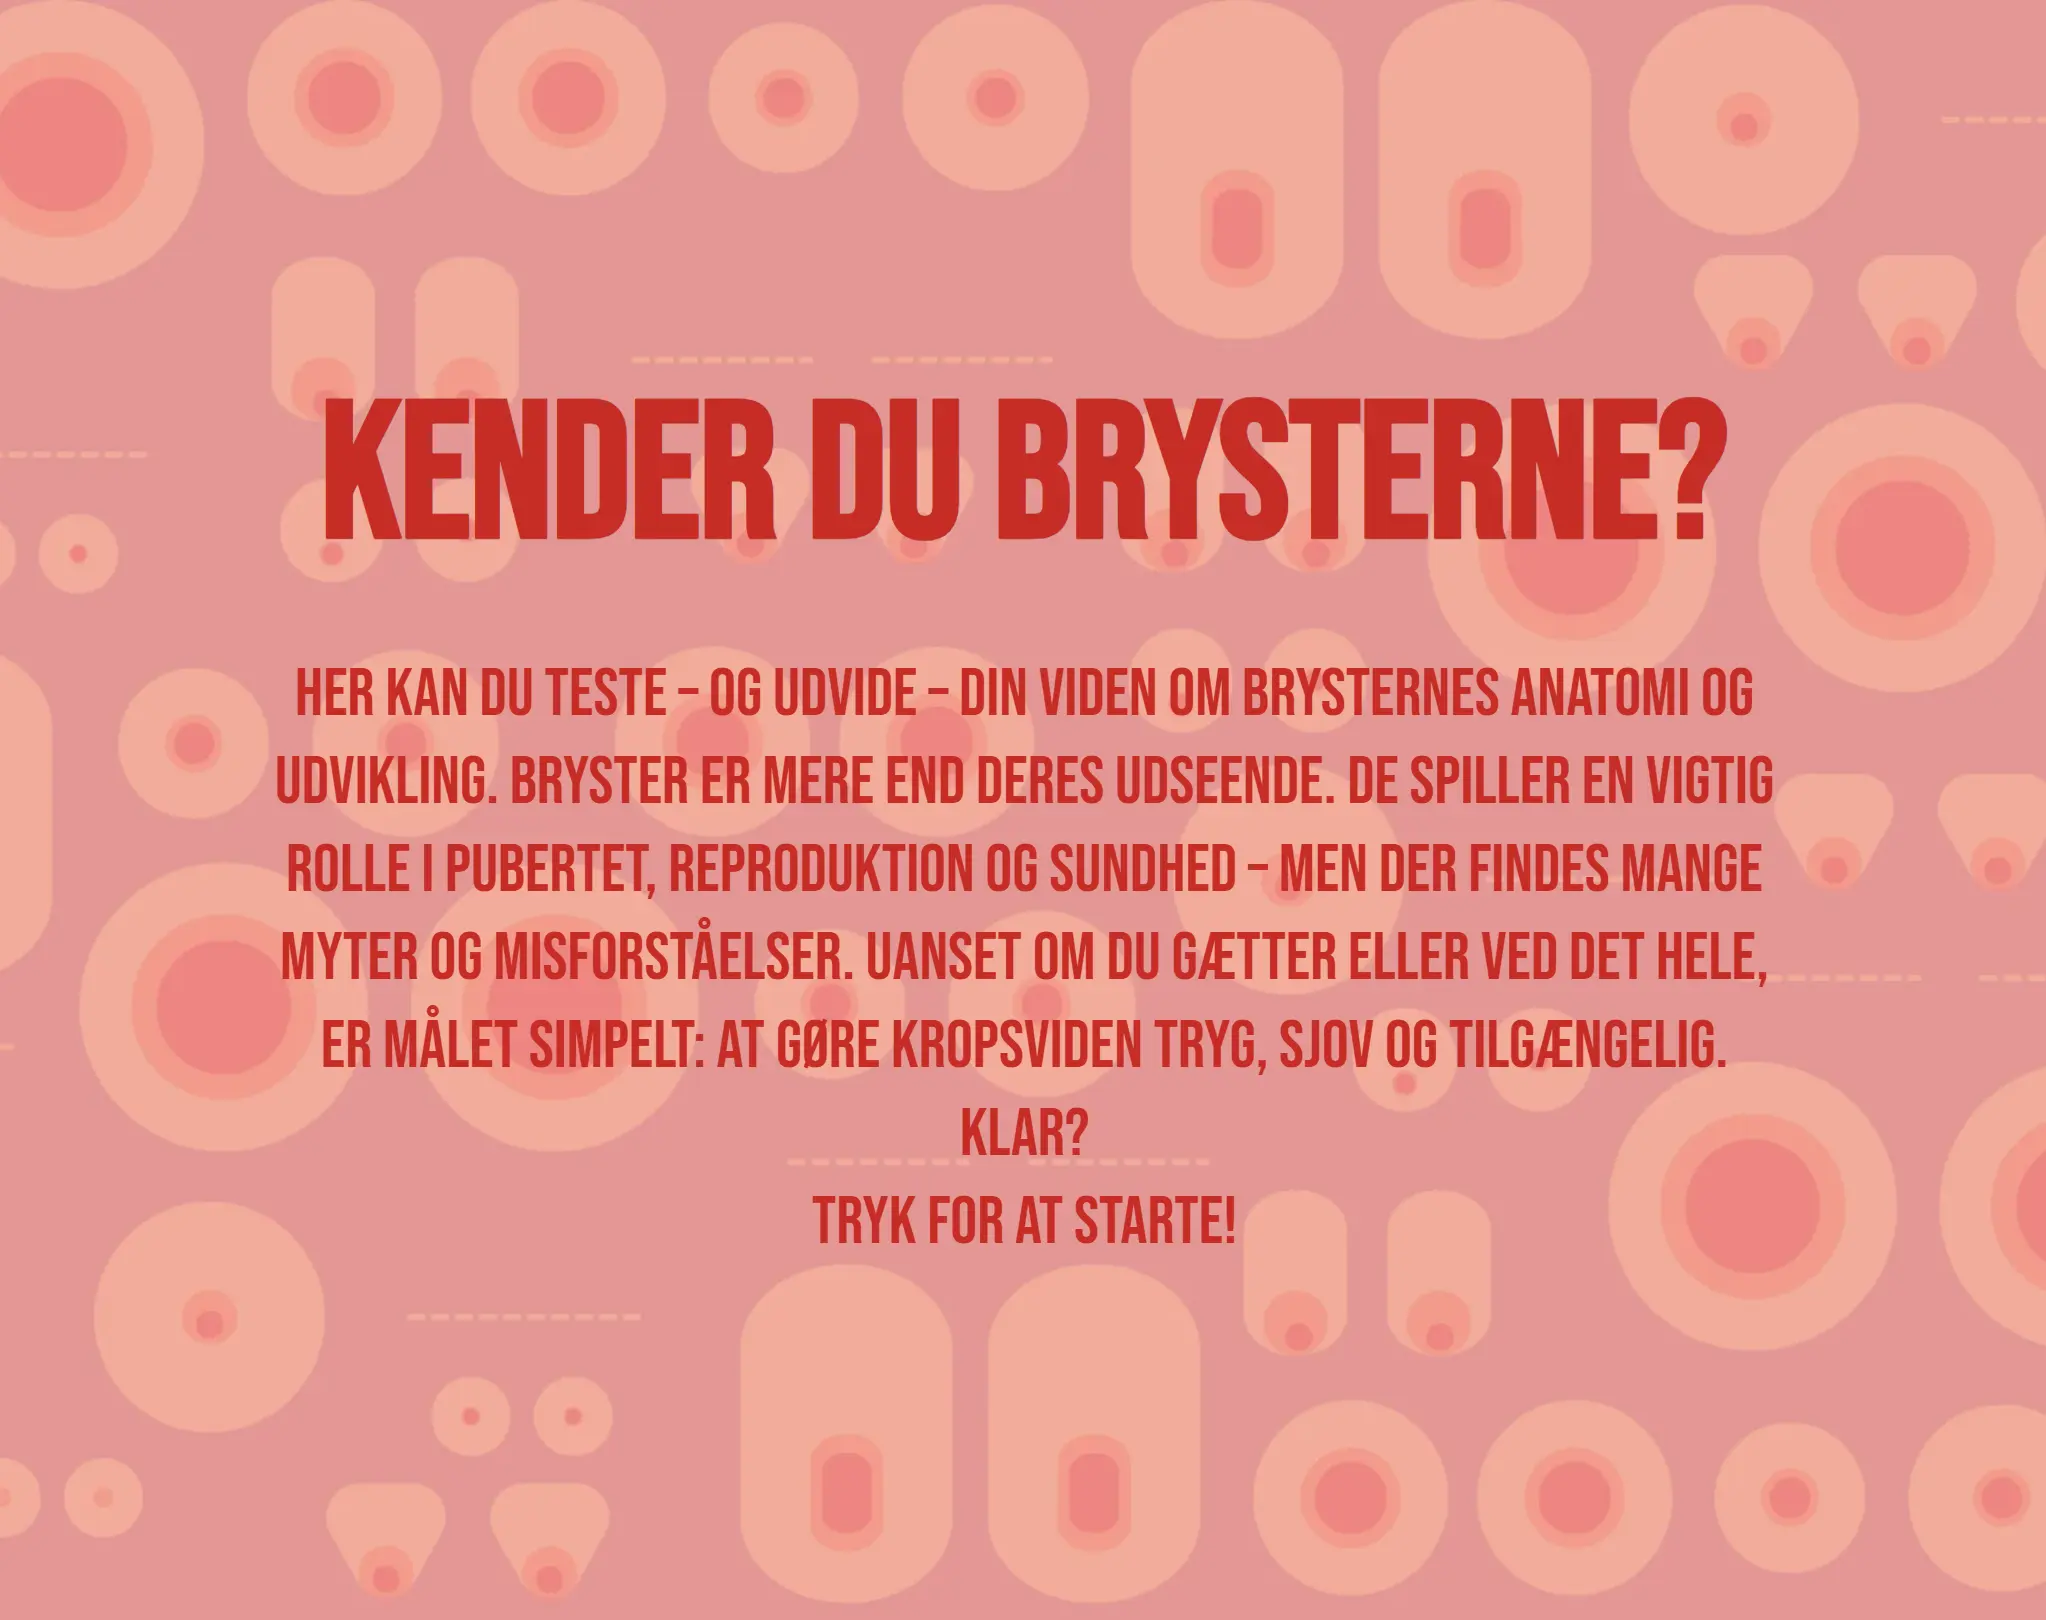 KENDER DU BRYSTERNE?
HER KAN DU TESTE – OG UDVIDE – DIN VIDEN OM BRYSTERNES ANATOMI OG
UDVIKLING. BRYSTER ER MERE END DERES UDSEENDE. DE SPILLER EN VIGTIG
ROLLE I PUBERTET, REPRODUKTION OG SUNDHED – MEN DER FINDES MANGE
MYTER OG MISFORSTÅELSER. UANSET OM DU GÆTTER ELLER VED DET HELE,
ER MÅLET SIMPELT: AT GØRE KROPSVIDEN TRYG, SJOV OG TILGÆNGELIG.
KLAR?
TRYK FOR AT STARTE!